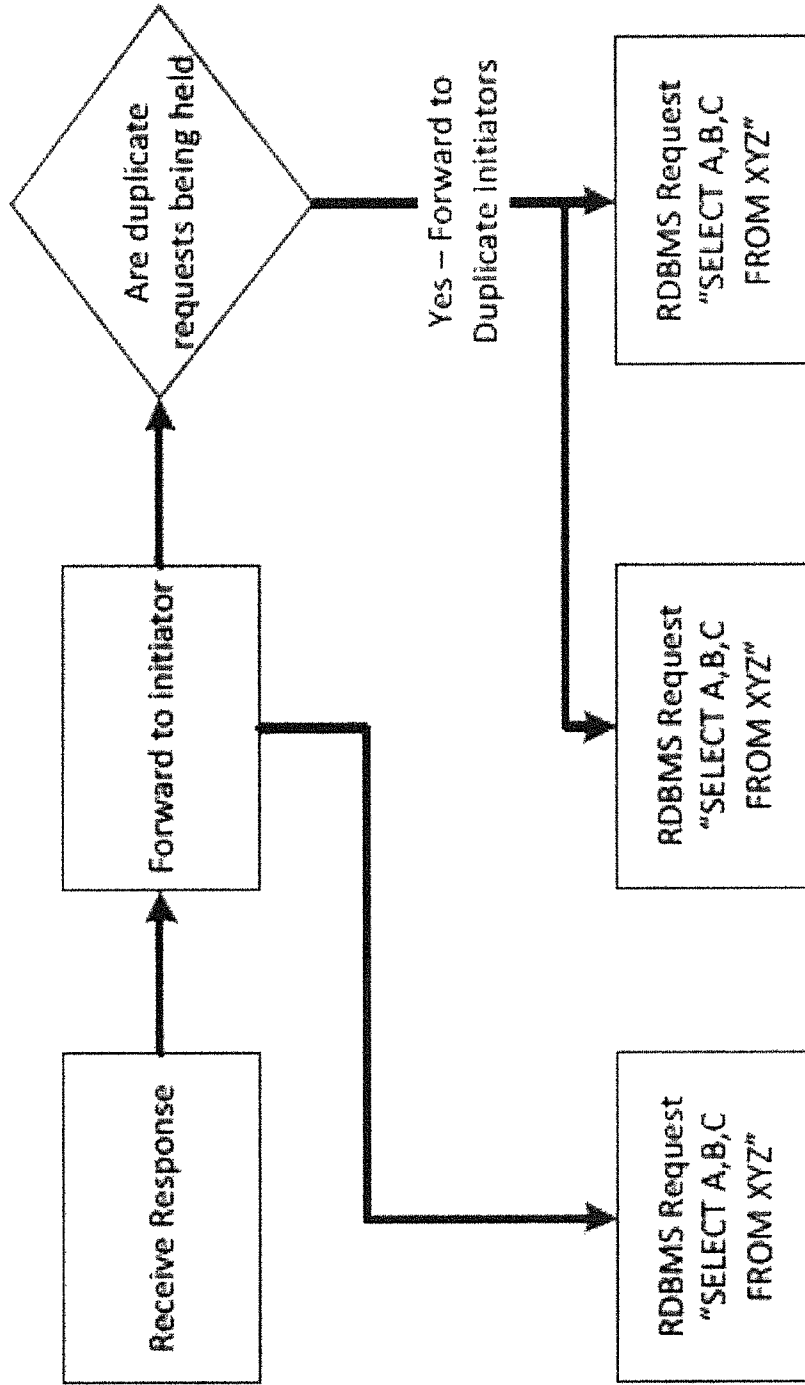 Receive Response
Forward to initiator
Are duplicate
requests being held
Yes – Forward to
Duplicate Initiators
RDBMS Request
"SELECT A,B,C
FROM XYZ"
RDBMS Request
"SELECT A,B,C
FROM XYZ"
RDBMS Request
"SELECT A,B,C
FROM XYZ"